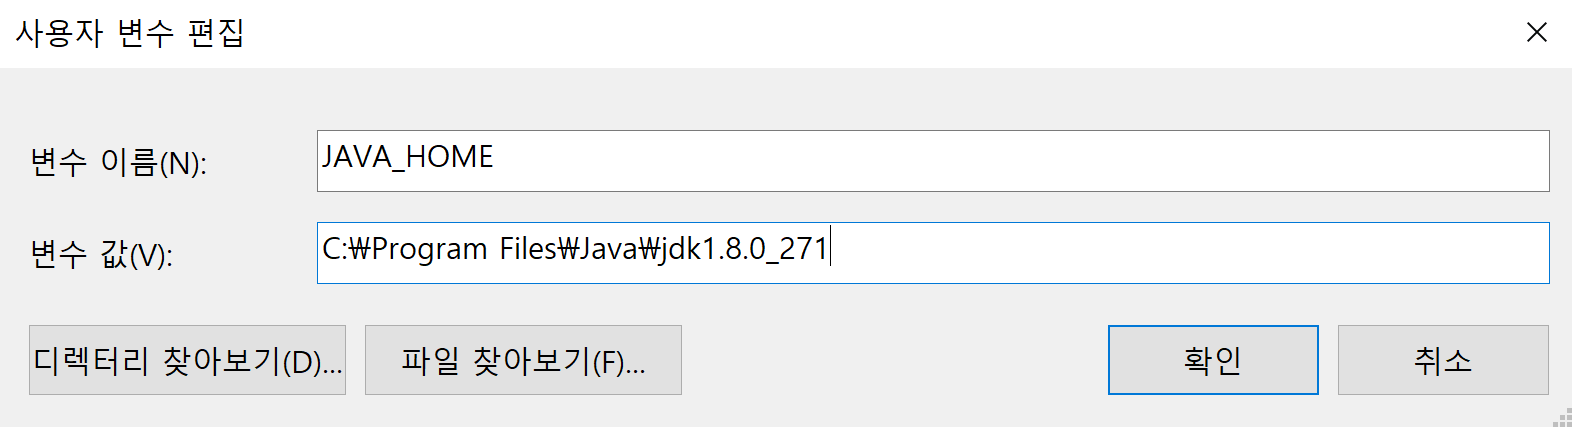 사용자 변수 편집
변수 이름(N):
JAVA_HOME
변수 값(V):
C:₩Program Files₩Java₩jdk1.8.0_271
디렉터리 찾아보기(D)...
파일 찾아보기(F)...
확인
취소